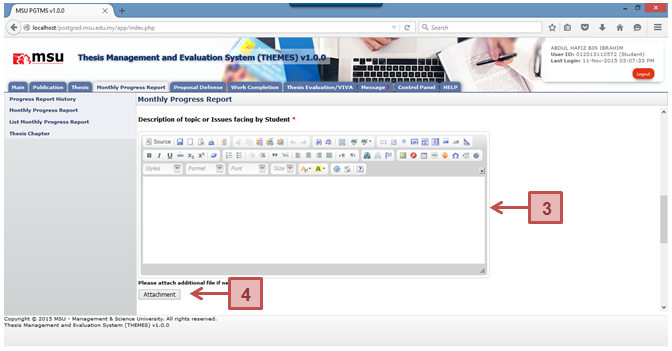 MSU PGTMS v1.0.0
localhost/postgrad.msu.edu.my/app/index.php
Search
msu
Thesis Management and Evaluation System (THEMES) v1.0.0
ABDUL HAFIZ BIN IBRAHIM
User ID: 012013110572 (Student)
Last Login: 11-Nov-2015 03:07:33 PM
Logout
Main Publication Thesis Monthly Progress Report Proposal Defense Work Completion Thesis Evaluation/VIVA Message Control Panel HELP
Progress Report History
Monthly Progress Report
List Monthly Progress Report
Thesis Chapter
Monthly Progress Report
Description of topic or Issues facing by Student *
Source
B I U abc X₂ X²
Styles Format Font Size
3
Please attach additional file if
Attachment
4
Copyright © 2015 MSU - Management & Science University. All rights reserved.
Thesis Management and Evaluation System (THEMES) v1.0.0